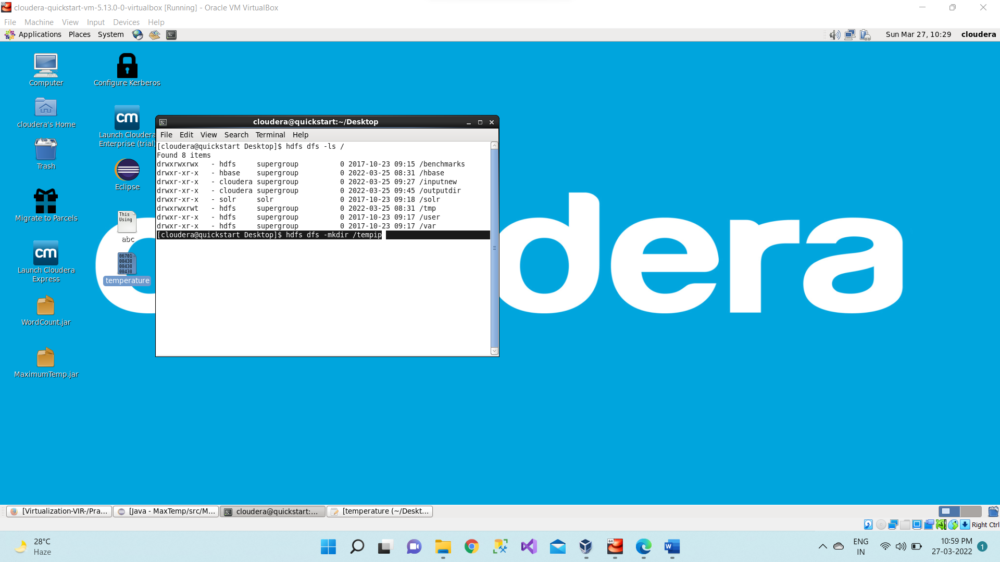 cloudera-quickstart-vm-5.13.0-0-virtualbox [Running] - Oracle VM VirtualBox
File Machine View Input Devices Help
Applications Places System
Sun Mar 27, 10:29 cloudera
Computer
Configure Kerberos
cloudera's Home
cm
Launch Cloudera
Enterprise (trial)
Trash
Eclipse
Migrate to Parcels
This
Using
abc
cm
Launch Cloudera
Express
06701
00430
00430
00430
temperature
WordCount.jar
MaximumTemp.jar
cloudera@quickstart:~/Desktop
File Edit View Search Terminal Help
[cloudera@quickstart Desktop]$ hdfs dfs -ls /
Found 8 items
drwxrwxrwx   - hdfs     supergroup          0 2017-10-23 09:15 /benchmarks
drwxr-xr-x   - hbase    supergroup          0 2022-03-25 08:31 /hbase
drwxr-xr-x   - cloudera supergroup          0 2022-03-25 09:27 /inputnew
drwxr-xr-x   - cloudera supergroup          0 2022-03-25 09:45 /outputdir
drwxr-xr-x   - solr     solr                0 2017-10-23 09:18 /solr
drwxrwxrwt   - hdfs     supergroup          0 2022-03-25 08:31 /tmp
drwxr-xr-x   - hdfs     supergroup          0 2017-10-23 09:17 /user
drwxr-xr-x   - hdfs     supergroup          0 2017-10-23 09:17 /var
[cloudera@quickstart Desktop]$ hdfs dfs -mkdir /tempip
dera
[Virtualization-VIR-/Pra...
[Java - MaxTemp/src/M...
cloudera@quickstart:...
[temperature (~/Deskt...
Right Ctrl
28°C
Haze
64
ENG
IN
10:59 PM
27-03-2022
1